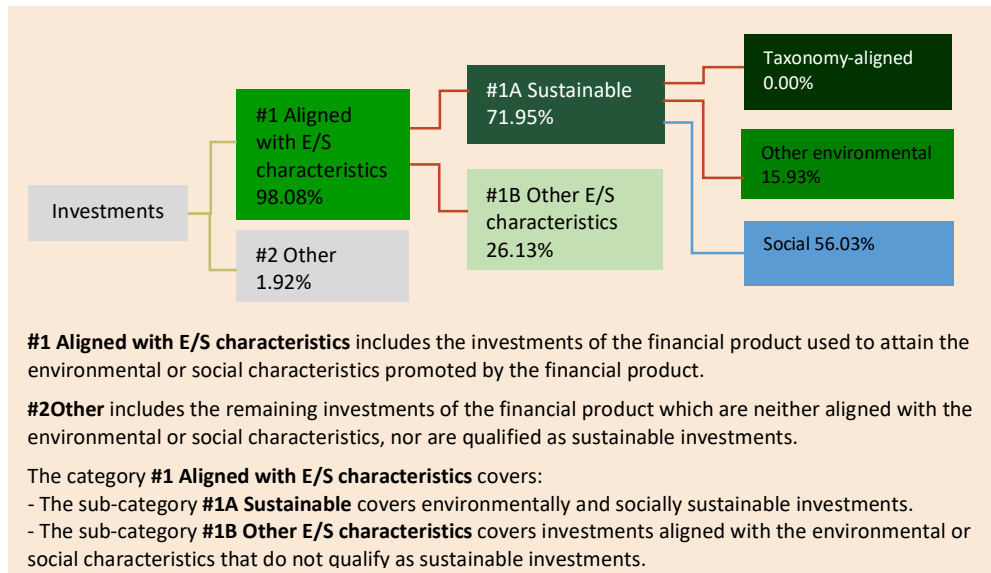 Investments
#1 Aligned
with E/S
characteristics
98.08%
#2 Other
1.92%
#1A Sustainable
71.95%
#1B Other E/S
characteristics
26.13%
Taxonomy-aligned
0.00%
Other environmental
15.93%
Social 56.03%
#1 Aligned with E/S characteristics includes the investments of the financial product used to attain the
environmental or social characteristics promoted by the financial product.
#2Other includes the remaining investments of the financial product which are neither aligned with the
environmental or social characteristics, nor are qualified as sustainable investments.
The category #1 Aligned with E/S characteristics covers:
- The sub-category #1A Sustainable covers environmentally and socially sustainable investments.
- The sub-category #1B Other E/S characteristics covers investments aligned with the environmental or
social characteristics that do not qualify as sustainable investments.